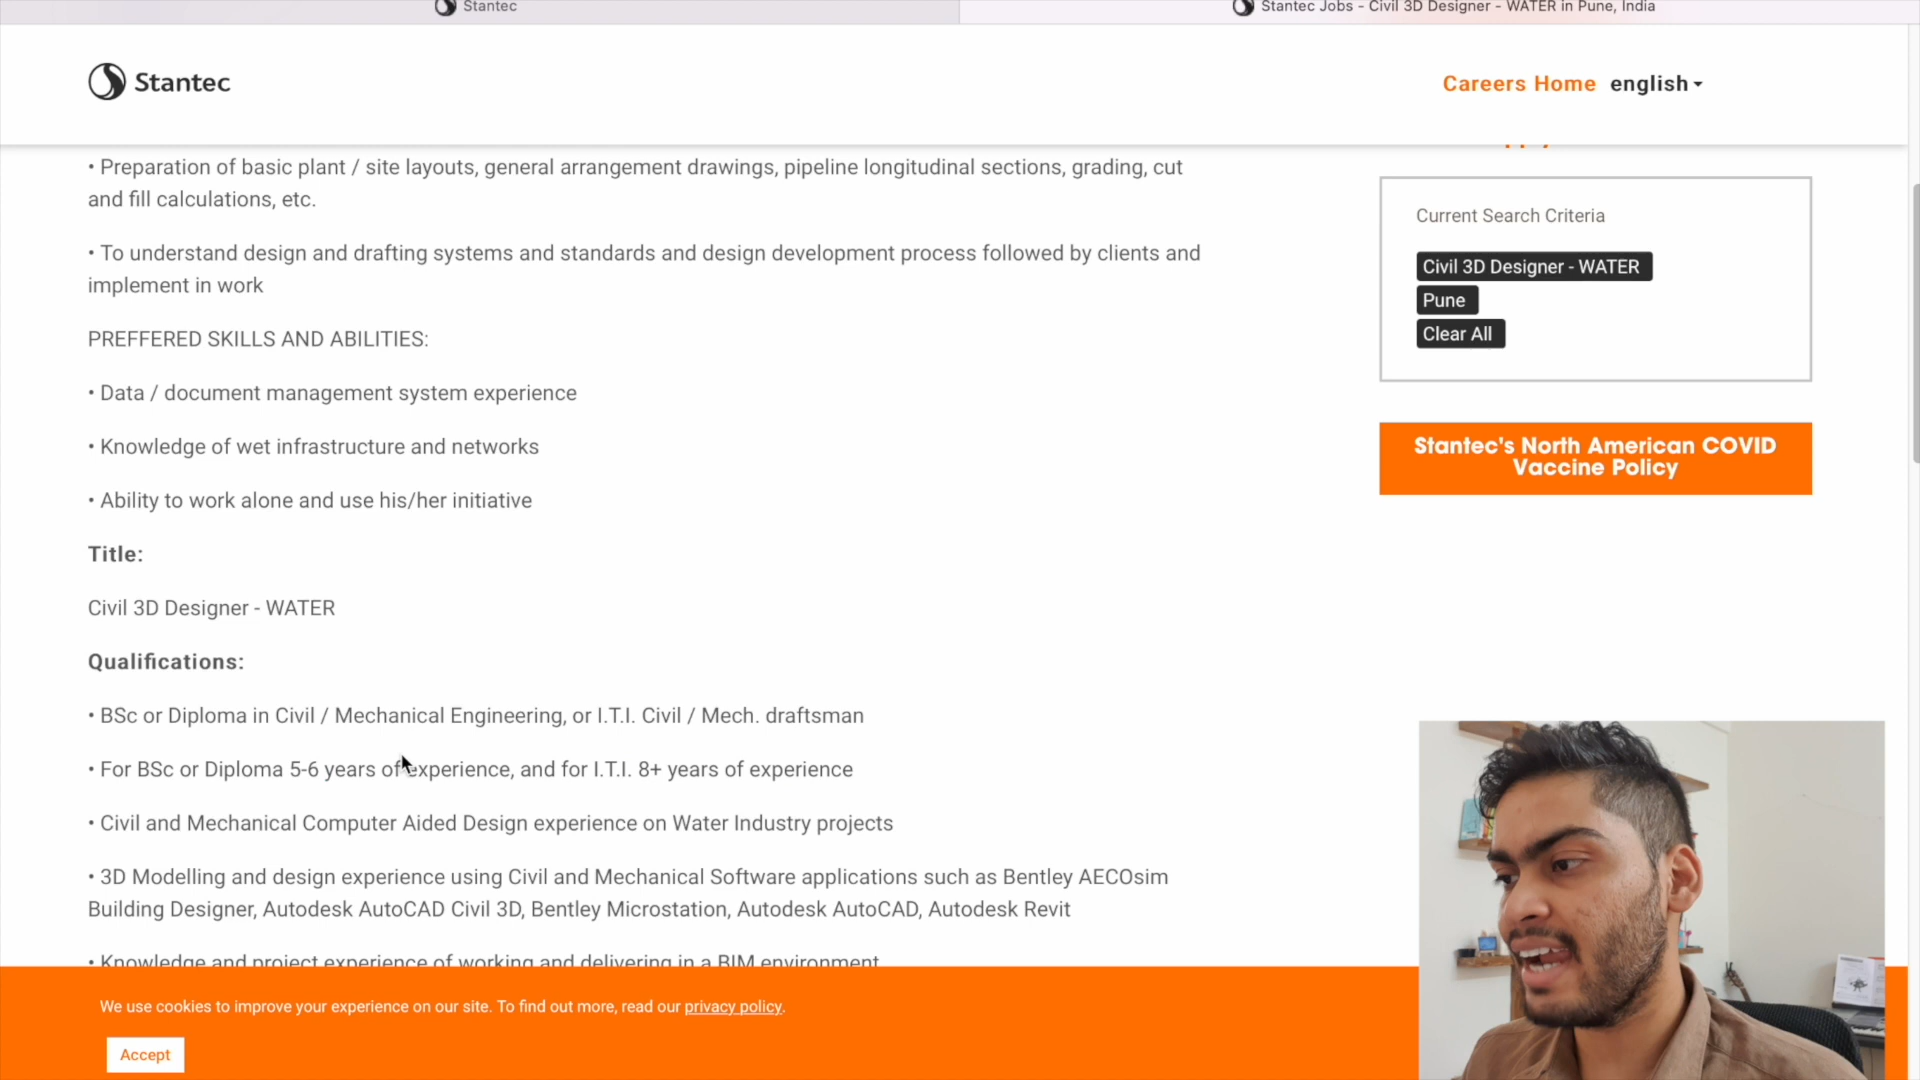 Stantec
Stantec Jobs - Civil 3D Designer - WATER in Pune, India
Stantec
Careers Home
english
• Preparation of basic plant / site layouts, general arrangement drawings, pipeline longitudinal sections, grading, cut
and fill calculations, etc.
• To understand design and drafting systems and standards and design development process followed by clients and
implement in work
PREFFERED SKILLS AND ABILITIES:
• Data / document management system experience
• Knowledge of wet infrastructure and networks
• Ability to work alone and use his/her initiative
Title:
Civil 3D Designer - WATER
Qualifications:
• BSc or Diploma in Civil / Mechanical Engineering, or I.T.I. Civil / Mech. draftsman
• For BSc or Diploma 5-6 years of experience, and for I.T.I. 8+ years of experience
• Civil and Mechanical Computer Aided Design experience on Water Industry projects
• 3D Modelling and design experience using Civil and Mechanical Software applications such as Bentley AECOsim
Building Designer, Autodesk AutoCAD Civil 3D, Bentley Microstation, Autodesk AutoCAD, Autodesk Revit
• Knowledge and project experience of working and delivering in a BIM environment
Current Search Criteria
Civil 3D Designer - WATER
Pune
Clear All
Stantec's North American COVID
Vaccine Policy
We use cookies to improve your experience on our site. To find out more, read our privacy policy.
Accept